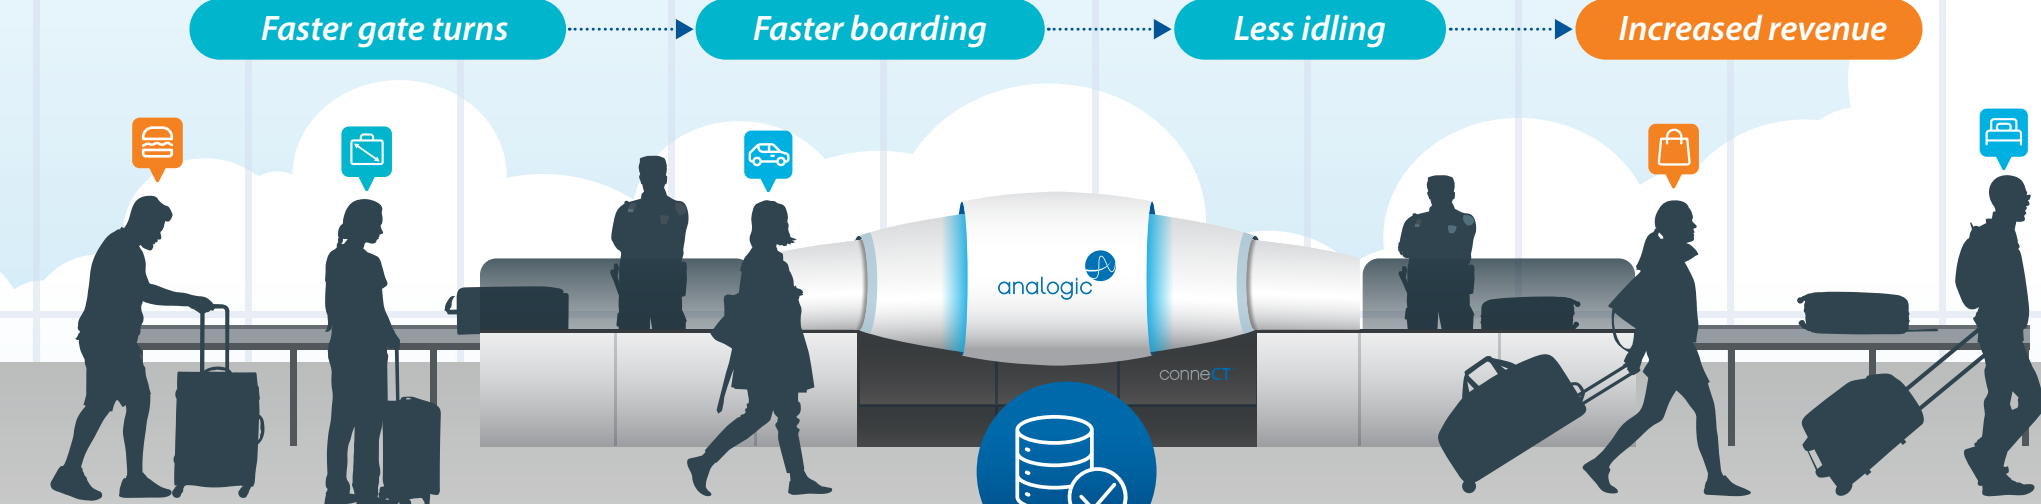 Faster gate turns
Faster boarding
Less idling
Increased revenue
analogic
conneCT